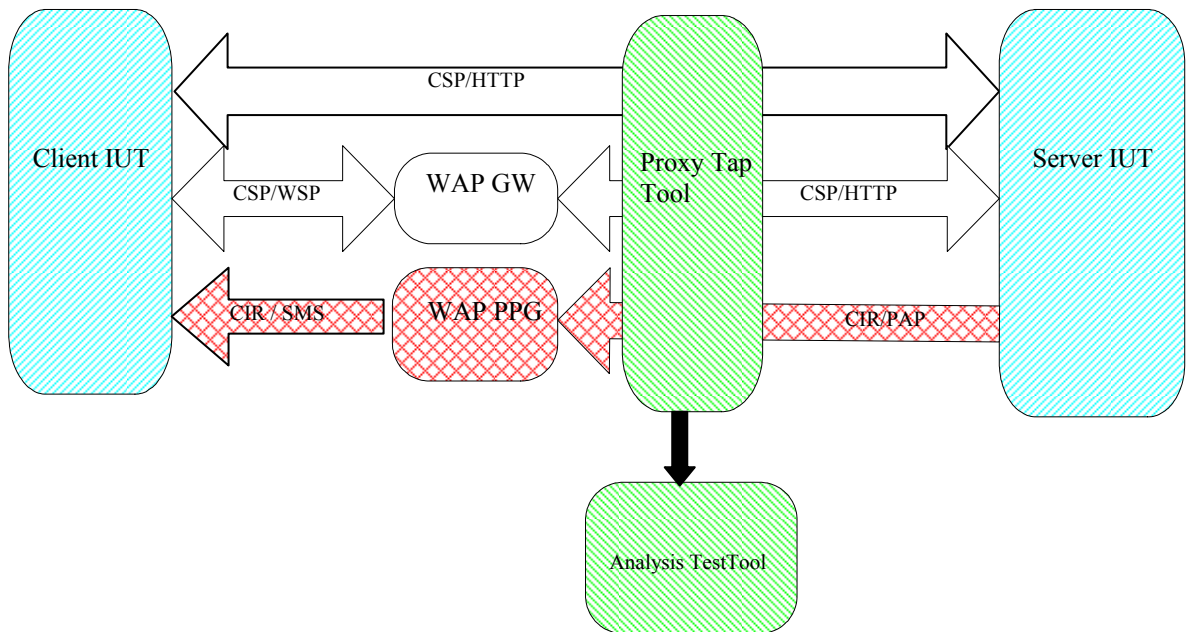 CSP/HTTP
Client IUT
CSP/WSP
WAP GW
Proxy Tap
Tool
CSP/HTTP
Server IUT
CIR / SMS
WAP PPG
CIR/PAP
Analysis TestTool